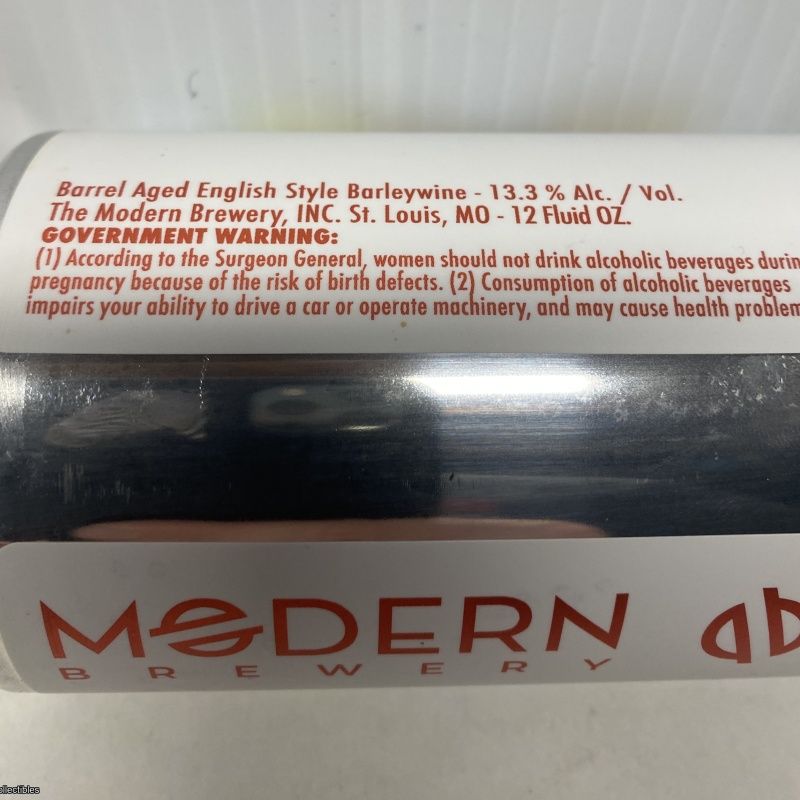 Barrel Aged English Style Barleywine - 13.3 % Alc. / Vol.
The Modern Brewery, INC. St. Louis, MO - 12 Fluid OZ.
GOVERNMENT WARNING:
(1) According to the Surgeon General, women should not drink alcoholic beverages durin
pregnancy because of the risk of birth defects. (2) Consumption of alcoholic beverages
impairs your ability to drive a car or operate machinery, and may cause health problem
MODERN
BREWERY
ab
ollectibles